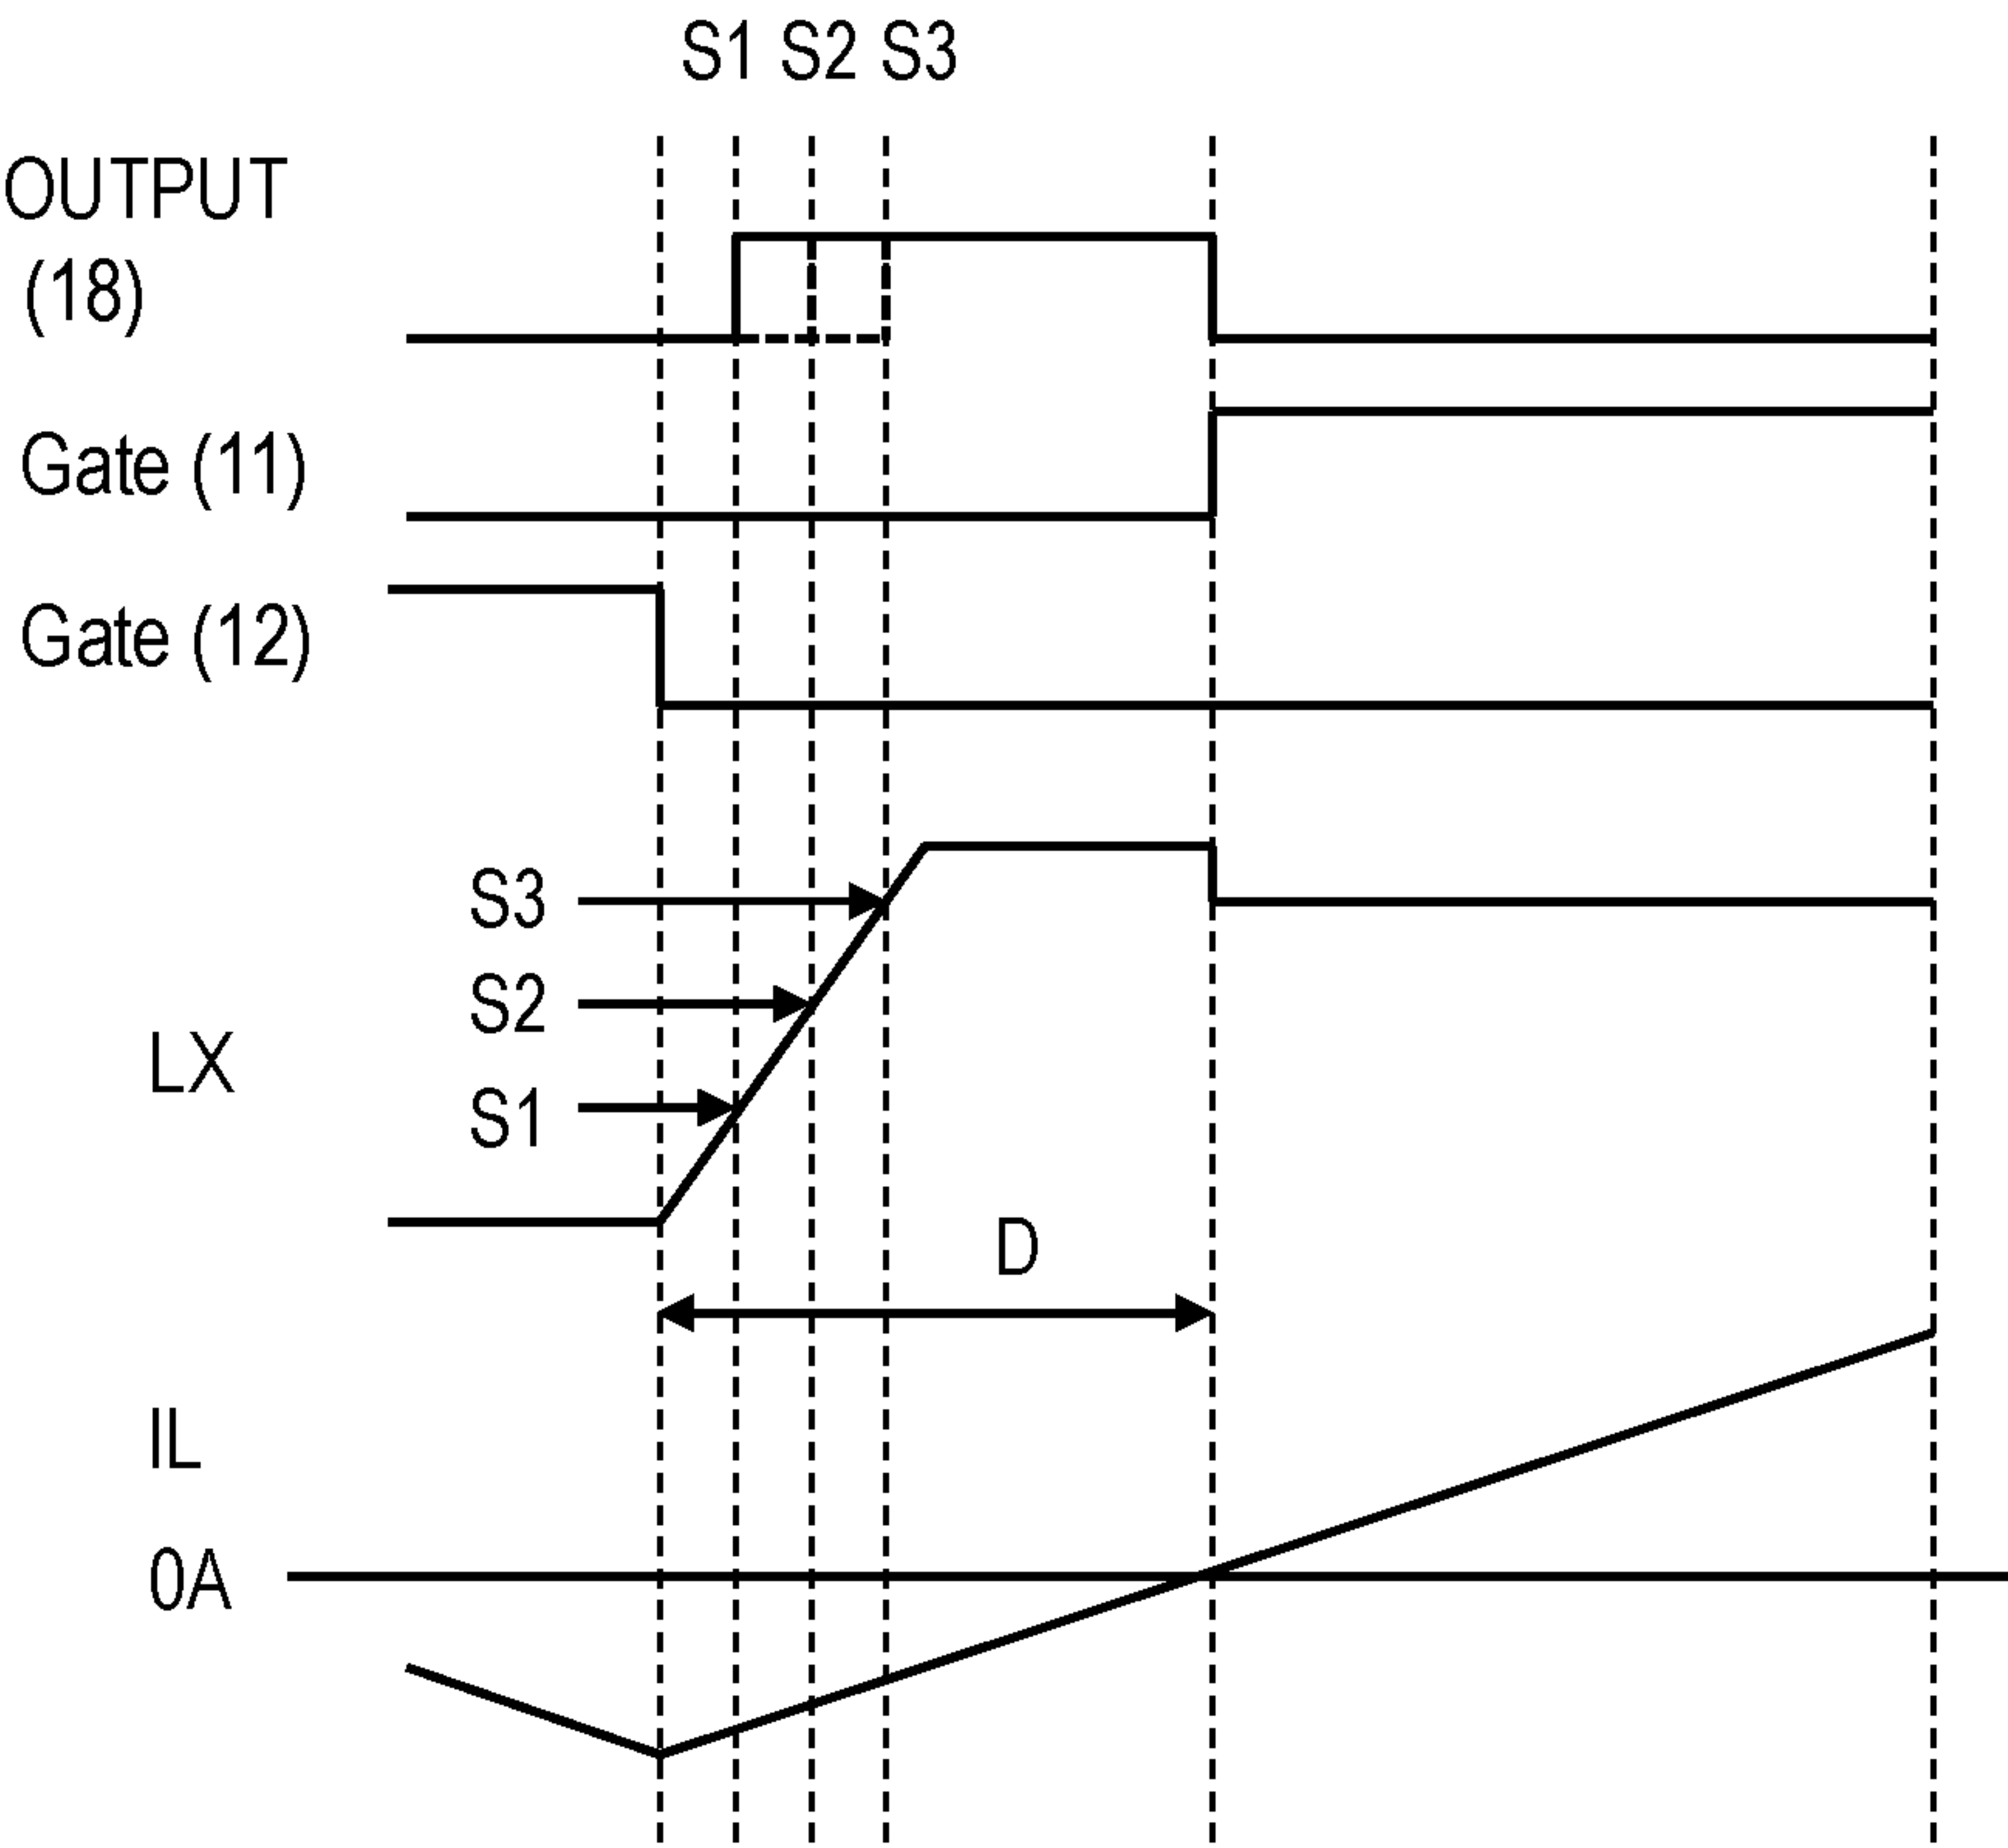 S1 S2 S3
OUTPUT
(18)
Gate (11)
Gate (12)
S3
S2
LX
S1
D
IL
0A